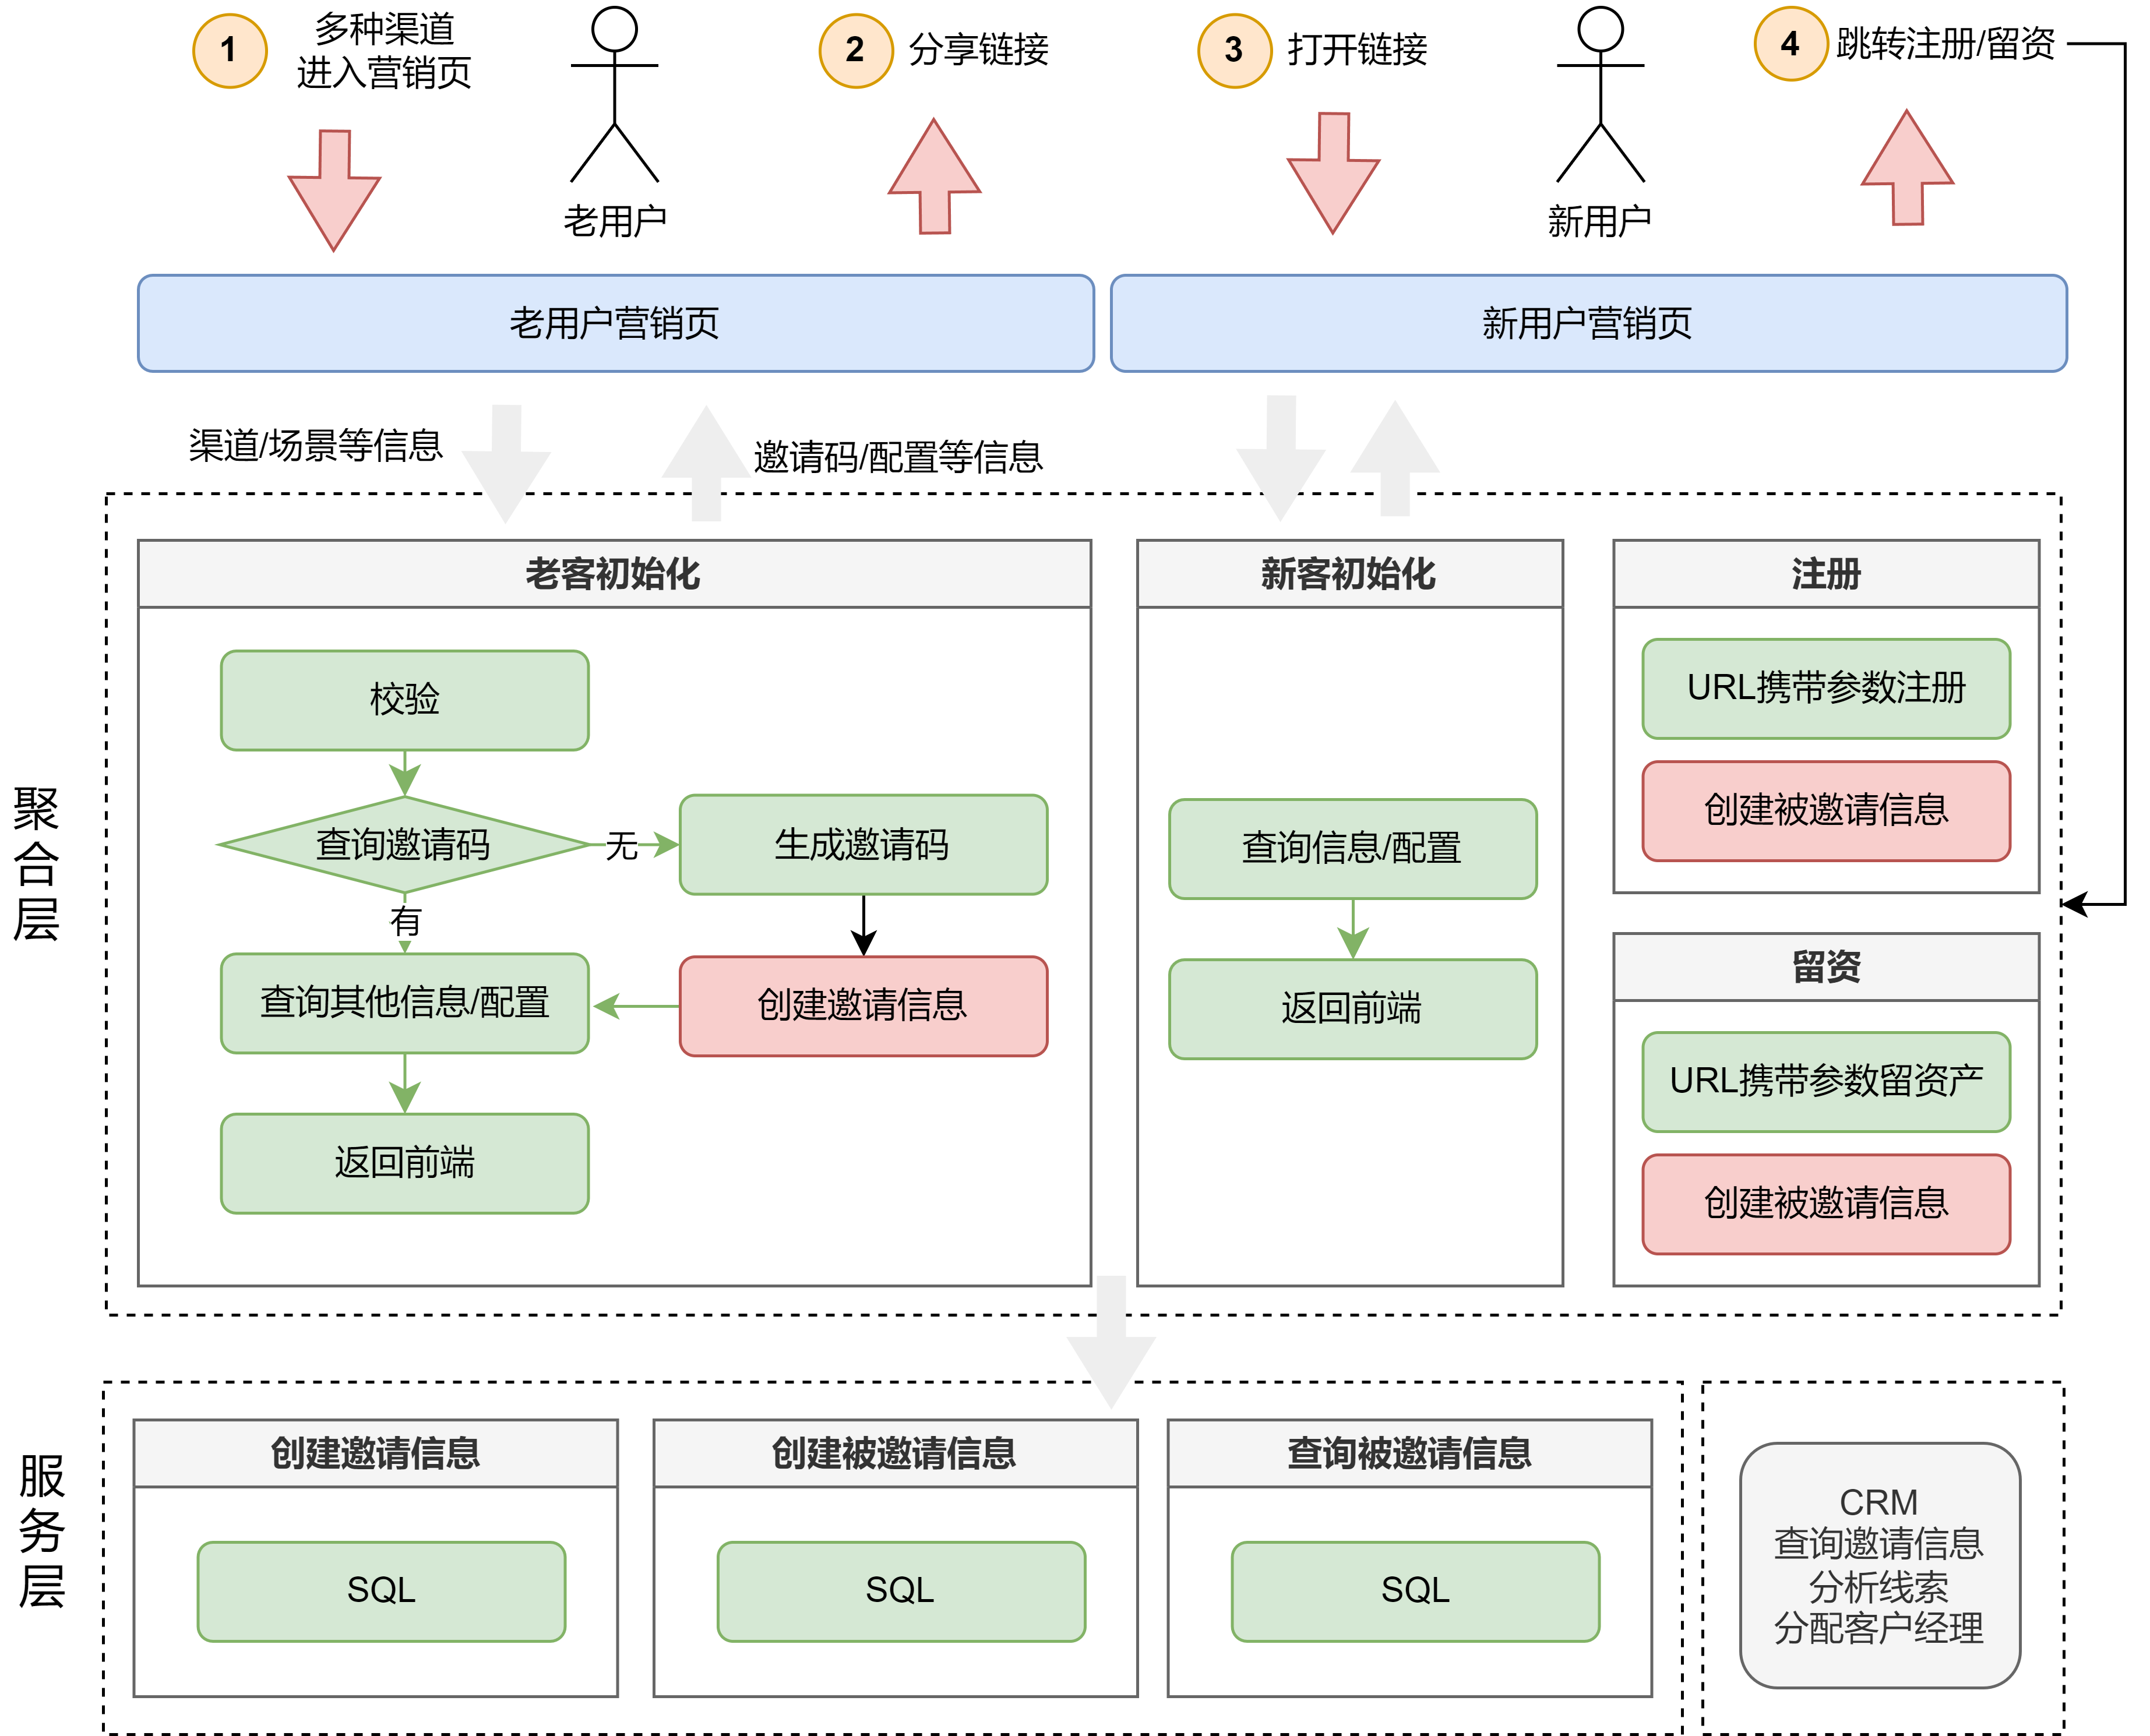 1
多种渠道
进入营销页
老用户
2
分享链接
3
打开链接
新用户
4
跳转注册/留资
老用户营销页
新用户营销页
渠道/场景等信息
邀请码/配置等信息
聚合层
老客初始化
校验
查询邀请码
无
生成邀请码
有
查询其他信息/配置
创建邀请信息
返回前端
新客初始化
查询信息/配置
返回前端
注册
URL携带参数注册
创建被邀请信息
留资
URL携带参数留资产
创建被邀请信息
服务层
创建邀请信息
SQL
创建被邀请信息
SQL
查询被邀请信息
SQL
CRM
查询邀请信息
分析线索
分配客户经理